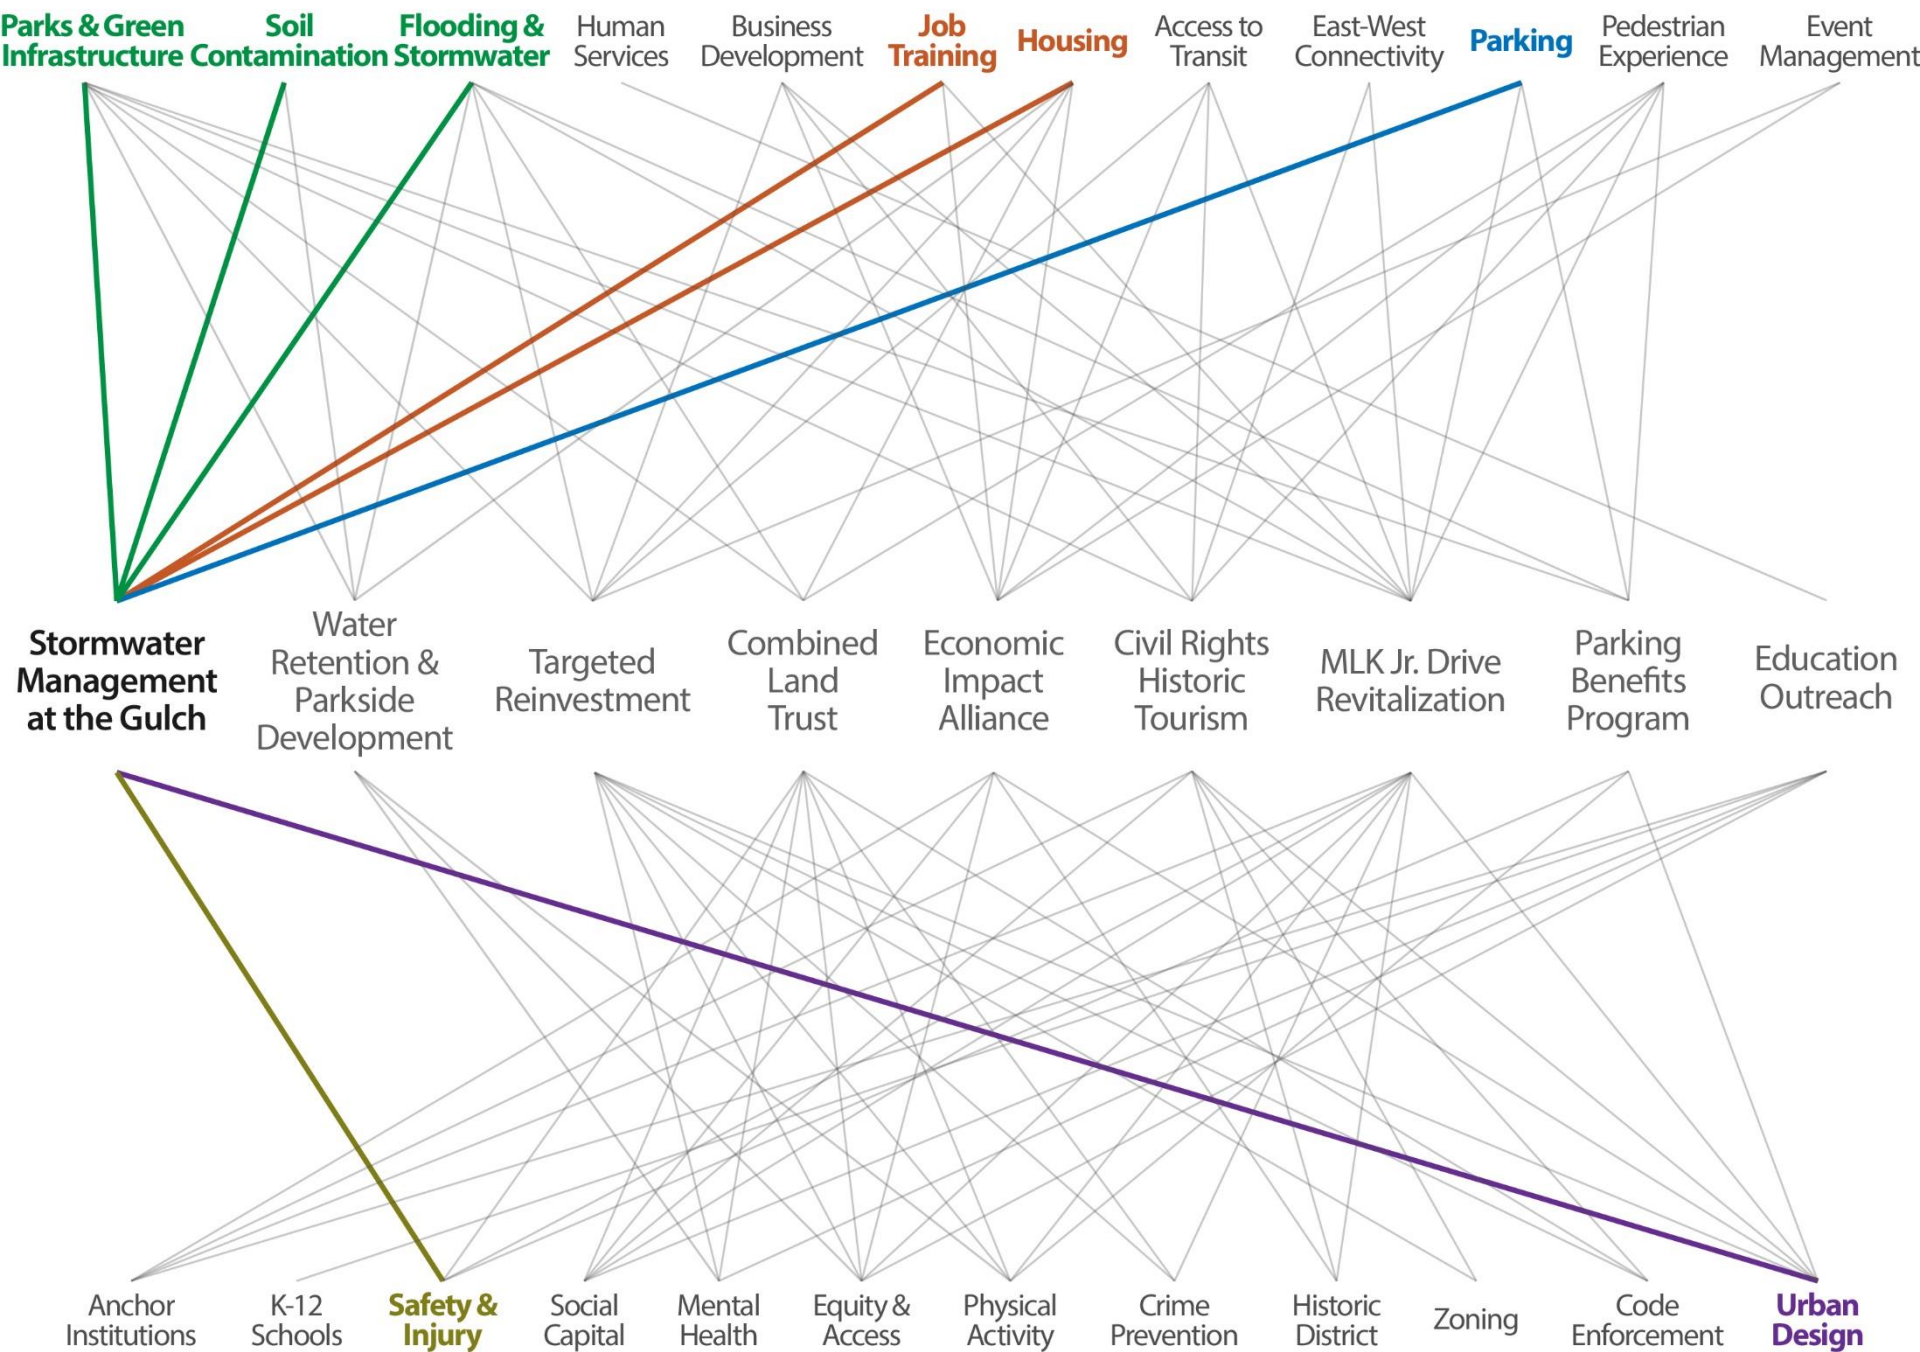 Parks & Green
Infrastructure
Soil
Contamination
Flooding &
Stormwater
Human
Services
Business
Development
Job
Training
Housing
Access to
Transit
East-West
Connectivity
Parking
Pedestrian
Experience
Event
Management
Stormwater
Management
at the Gulch
Water
Retention &
Parkside
Development
Targeted
Reinvestment
Combined
Land
Trust
Economic
Impact
Alliance
Civil Rights
Historic
Tourism
MLK Jr. Drive
Revitalization
Parking
Benefits
Program
Education
Outreach
Anchor
Institutions
K-12
Schools
Safety &
Injury
Social
Capital
Mental
Health
Equity &
Access
Physical
Activity
Crime
Prevention
Historic
District
Zoning
Code
Enforcement
Urban
Design